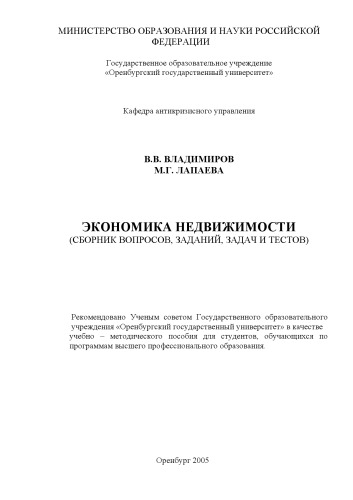 МИНИСТЕРСТВО ОБРАЗОВАНИЯ И НАУКИ РОССИЙСКОЙ
ФЕДЕРАЦИИ
Государственное образовательное учреждение
«Оренбургский государственный университет»
Кафедра антикризисного управления
В.В. ВЛАДИМИРОВ
М.Г. ЛАПАЕВА
ЭКОНОМИКА НЕДВИЖИМОСТИ
(СБОРНИК ВОПРОСОВ, ЗАДАНИЙ, ЗАДАЧ И ТЕСТОВ)
Рекомендовано Ученым советом Государственного образовательного
учреждения «Оренбургский государственный университет» в качестве
учебно – методического пособия для студентов, обучающихся по
программам высшего профессионального образования.
Оренбург 2005